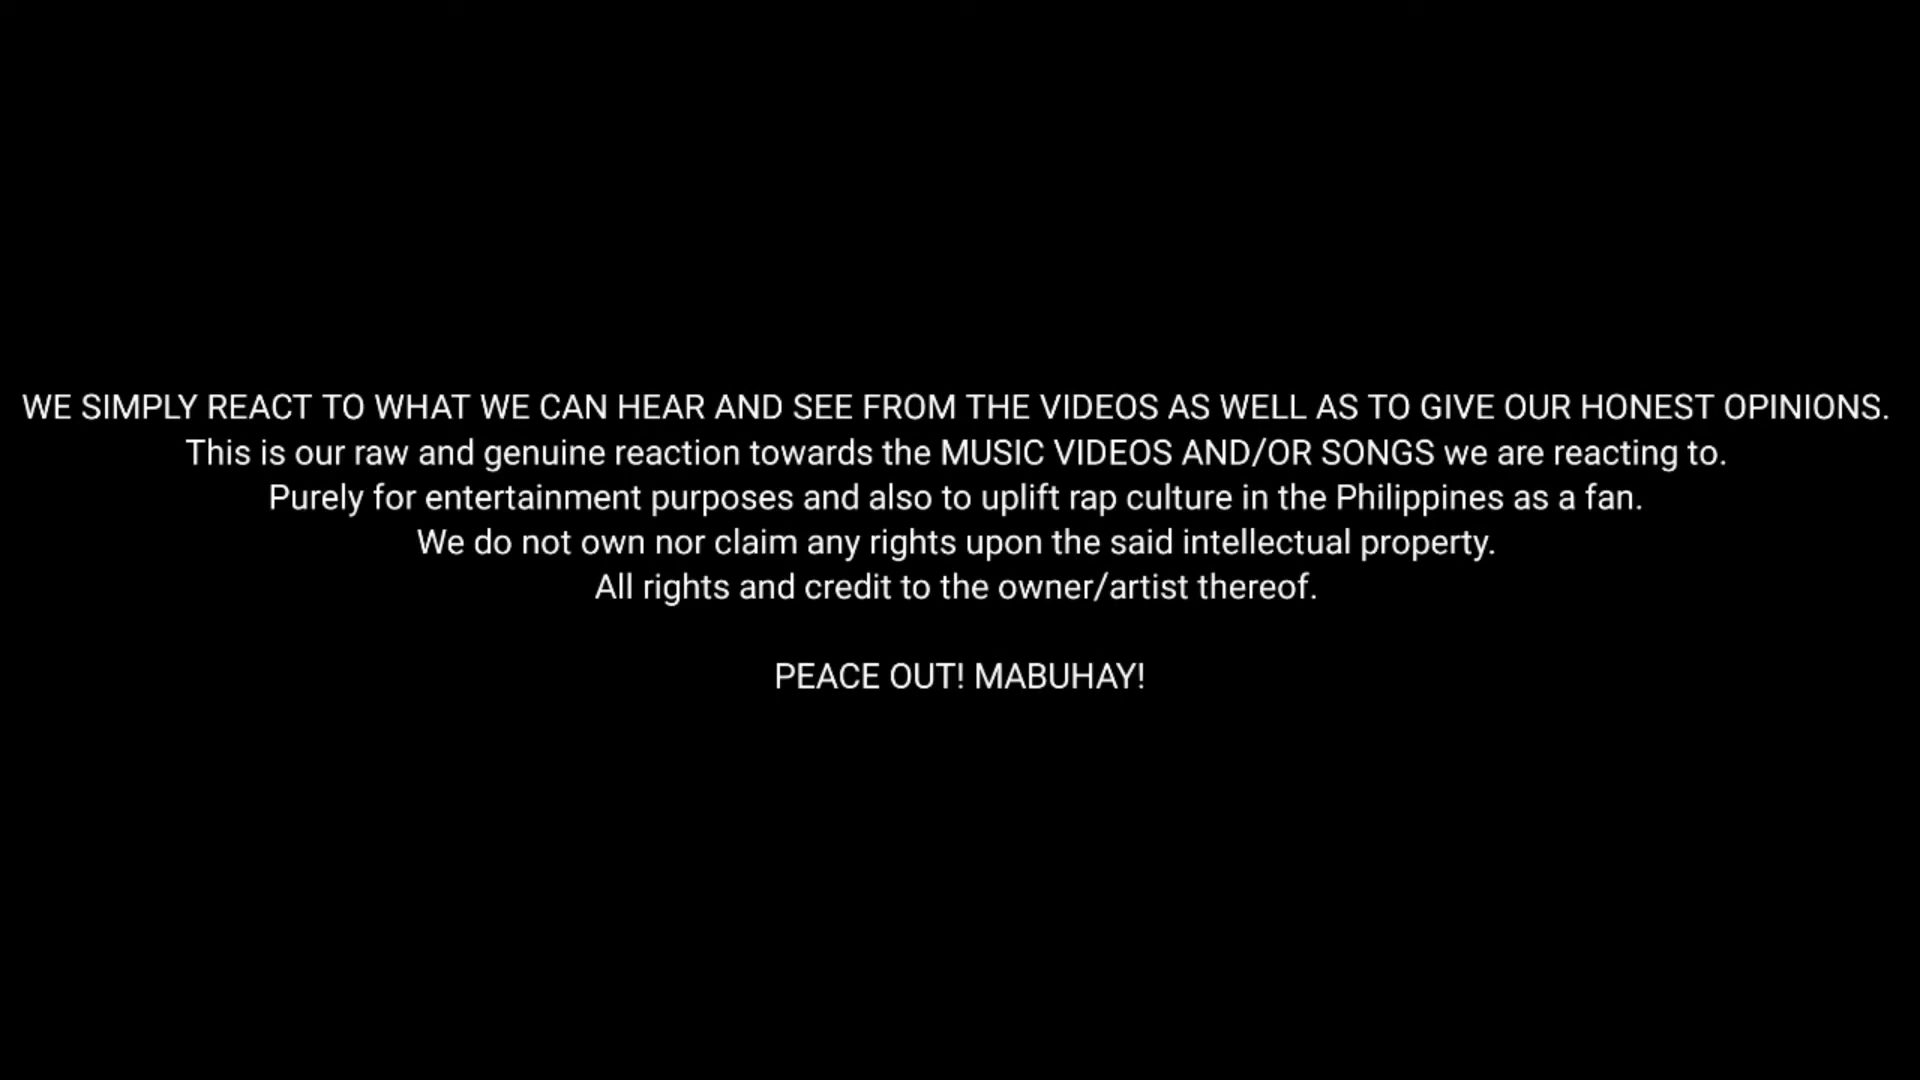 WE SIMPLY REACT TO WHAT WE CAN HEAR AND SEE FROM THE VIDEOS AS WELL AS TO GIVE OUR HONEST OPINIONS.
This is our raw and genuine reaction towards the MUSIC VIDEOS AND/OR SONGS we are reacting to.
Purely for entertainment purposes and also to uplift rap culture in the Philippines as a fan.
We do not own nor claim any rights upon the said intellectual property.
All rights and credit to the owner/artist thereof.
PEACE OUT! MABUHAY!